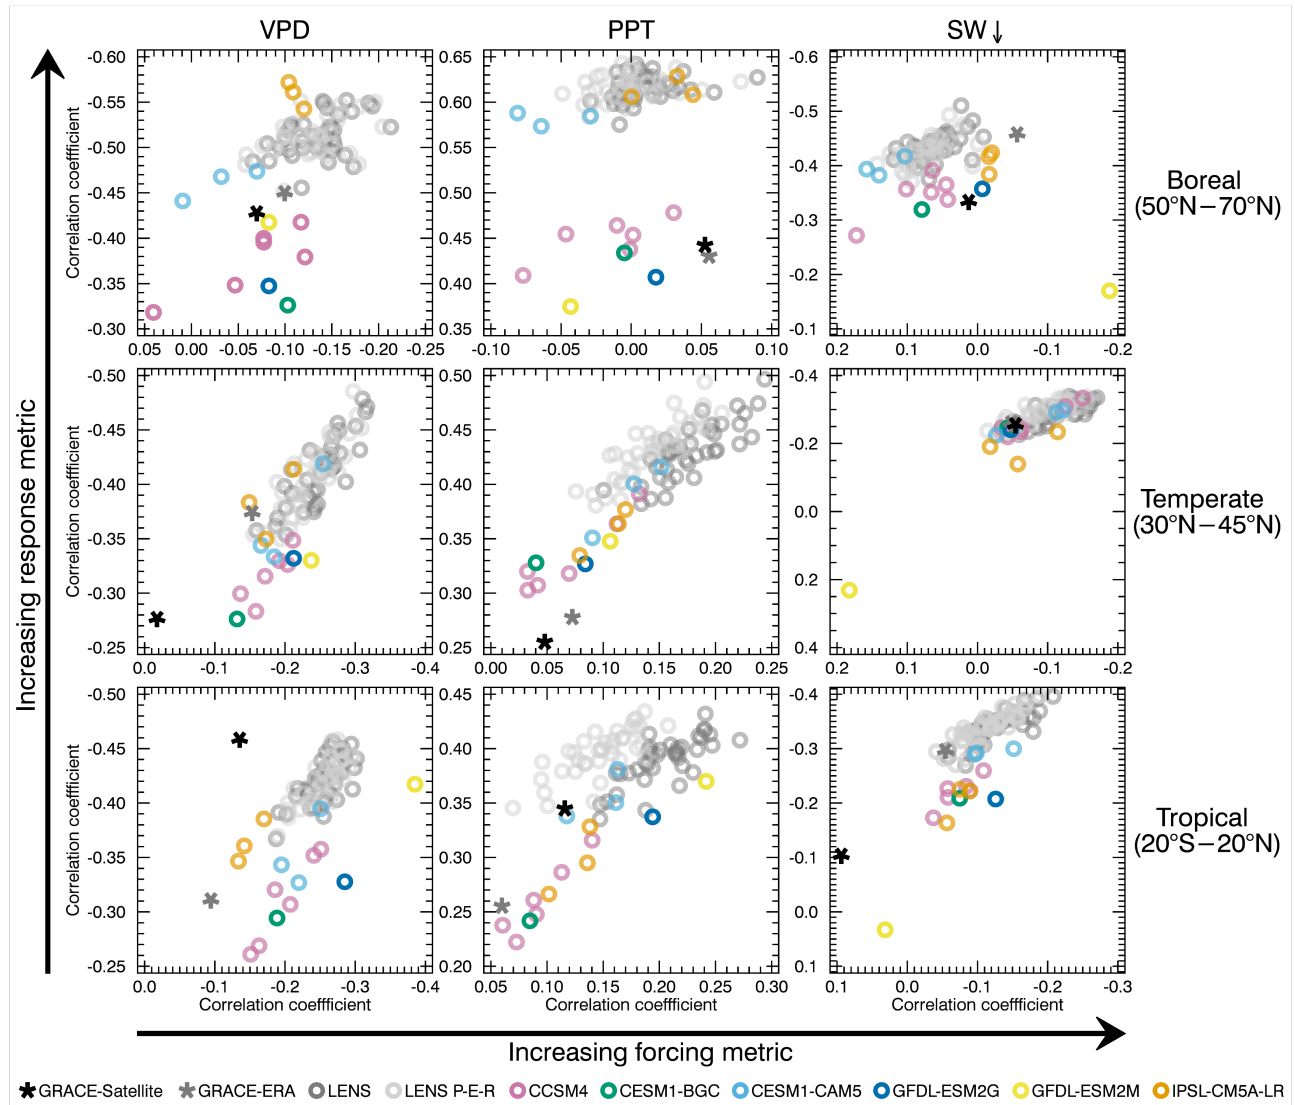 VPD PPT SW↓
Increasing response metric
Correlation coeffficient
-0.60
-0.55
-0.50
-0.45
-0.40
-0.35
-0.30
0.05 0.00 -0.05 -0.10 -0.15 -0.20 -0.25
Correlation coeffficient
0.65
0.60
0.55
0.50
0.45
0.40
0.35
-0.10 -0.05 0.00 0.05 0.10
-0.6
-0.5
-0.4
-0.3
-0.2
-0.1
0.2 0.1 0.0 -0.1 -0.2
Boreal
(50°N–70°N)
Correlation coeffficient
-0.50
-0.45
-0.40
-0.35
-0.30
-0.25
0.0 -0.1 -0.2 -0.3 -0.4
Correlation coeffficient
0.50
0.45
0.40
0.35
0.30
0.25
0.00 0.05 0.10 0.15 0.20 0.25
-0.4
-0.2
0.0
0.2
0.4
0.2 0.1 0.0 -0.1 -0.2
Temperate
(30°N–45°N)
Correlation coeffficient
-0.50
-0.45
-0.40
-0.35
-0.30
-0.25
0.0 -0.1 -0.2 -0.3 -0.4
Correlation coeffficient
0.45
0.40
0.35
0.30
0.25
0.20
0.05 0.10 0.15 0.20 0.25 0.30
Correlation coeffficient
-0.4
-0.3
-0.2
-0.1
0.0
0.1
0.1 0.0 -0.1 -0.2 -0.3
Correlation coeffficient
Tropical
(20°S–20°N)
Increasing forcing metric
GRACE-Satellite GRACE-ERA LENS LENS P-E-R CCSM4 CESM1-BGC CESM1-CAM5 GFDL-ESM2G GFDL-ESM2M IPSL-CM5A-LR